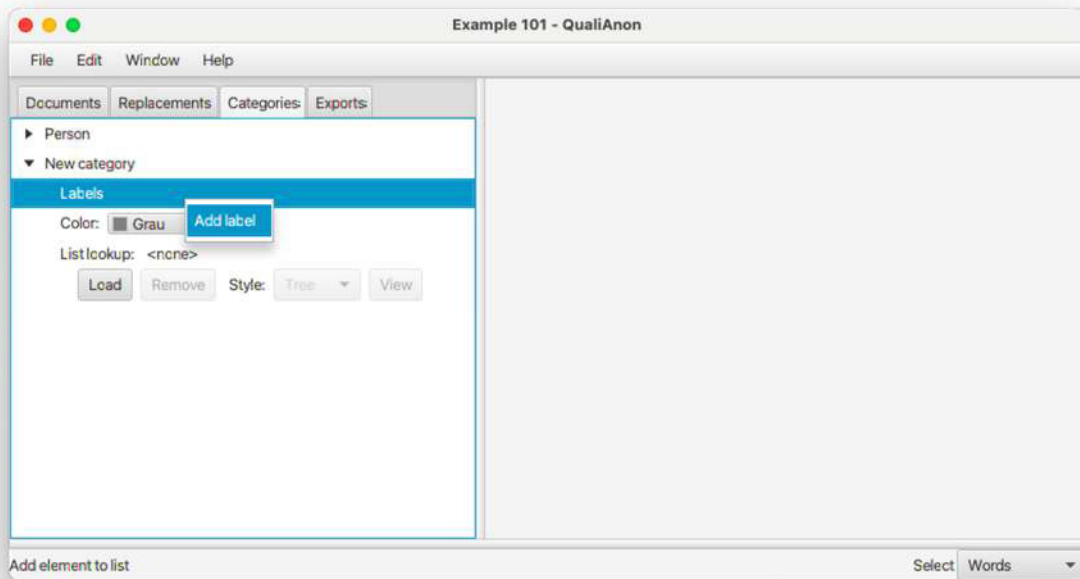 Example 101 - QualiAnon
File Edit Window Help
Documents Replacements Categories Exports
Person
New category
Labels
Add label
Color: Grau
List lookup: <none>
Load Remove Style: Tree View
Add element to list Select Words